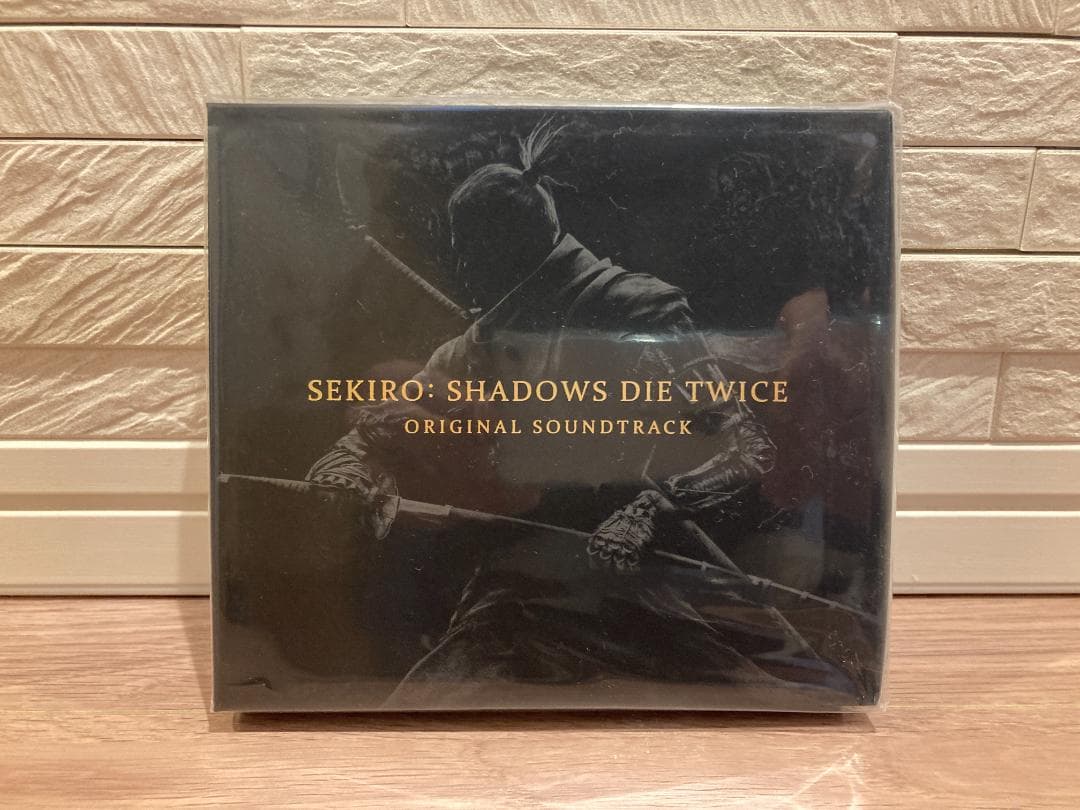 SEKIRO: SHADOWS DIE TWICE
ORIGINAL SOUNDTRACK